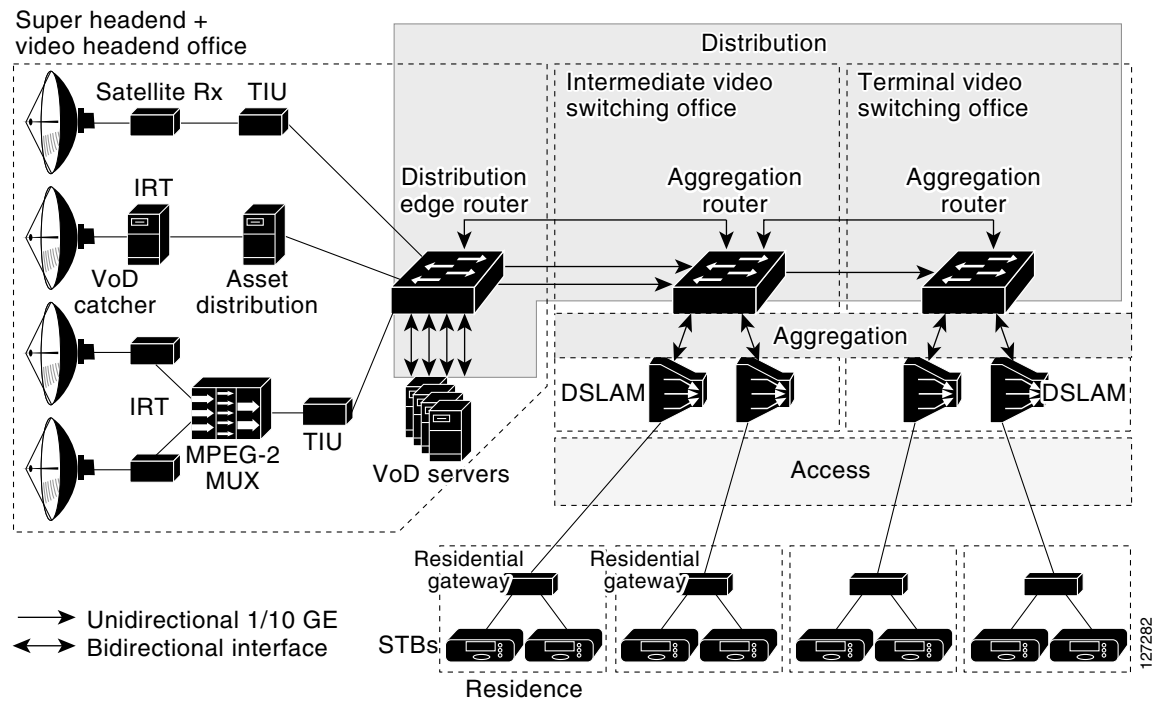 Super headend +
video headend office
Distribution
Intermediate video
switching office
Terminal video
switching office
Satellite Rx
TIU
IRT
Distribution
edge router
Aggregation
router
Aggregation
router
VoD
catcher
Asset
distribution
Aggregation
IRT
DSLAM
DSLAM
TIU
MPEG-2
MUX
VoD servers
Access
Residential
gateway
Residential
gateway
Unidirectional 1/10 GE
Bidirectional interface
STBs
Residence
127282